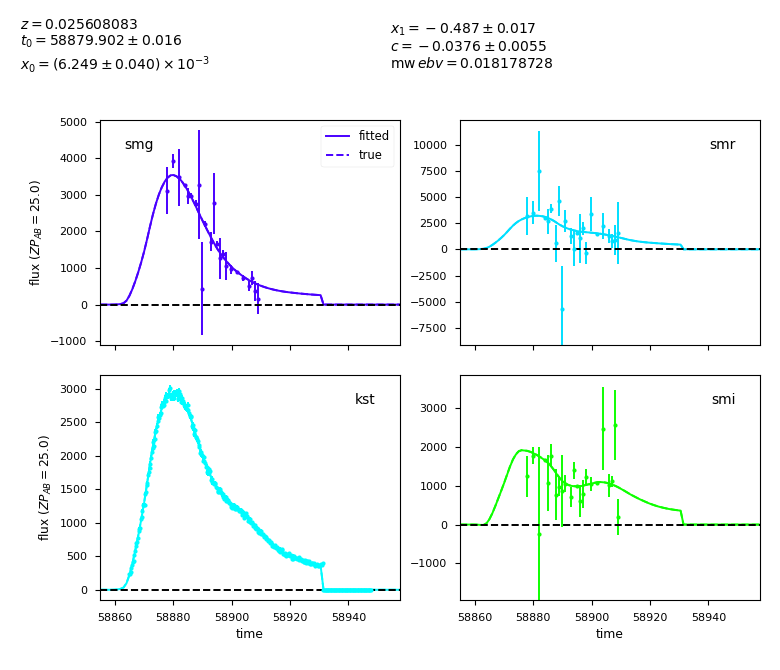 z = 0.025608083
t₀ = 58879.902 ± 0.016
x₀ = (6.249 ± 0.040) × 10⁻³
x₁ = −0.487 ± 0.017
c = −0.0376 ± 0.0055
mw ebv = 0.018178728
smg
fitted
true
5000
4000
3000
2000
1000
0
−1000
flux (ZP_AB = 25.0)
smr
10000
7500
5000
2500
0
−2500
−5000
−7500
kst
3000
2500
2000
1500
1000
500
0
flux (ZP_AB = 25.0)
58860 58880 58900 58920 58940
time
smi
3000
2000
1000
0
−1000
58860 58880 58900 58920 58940
time